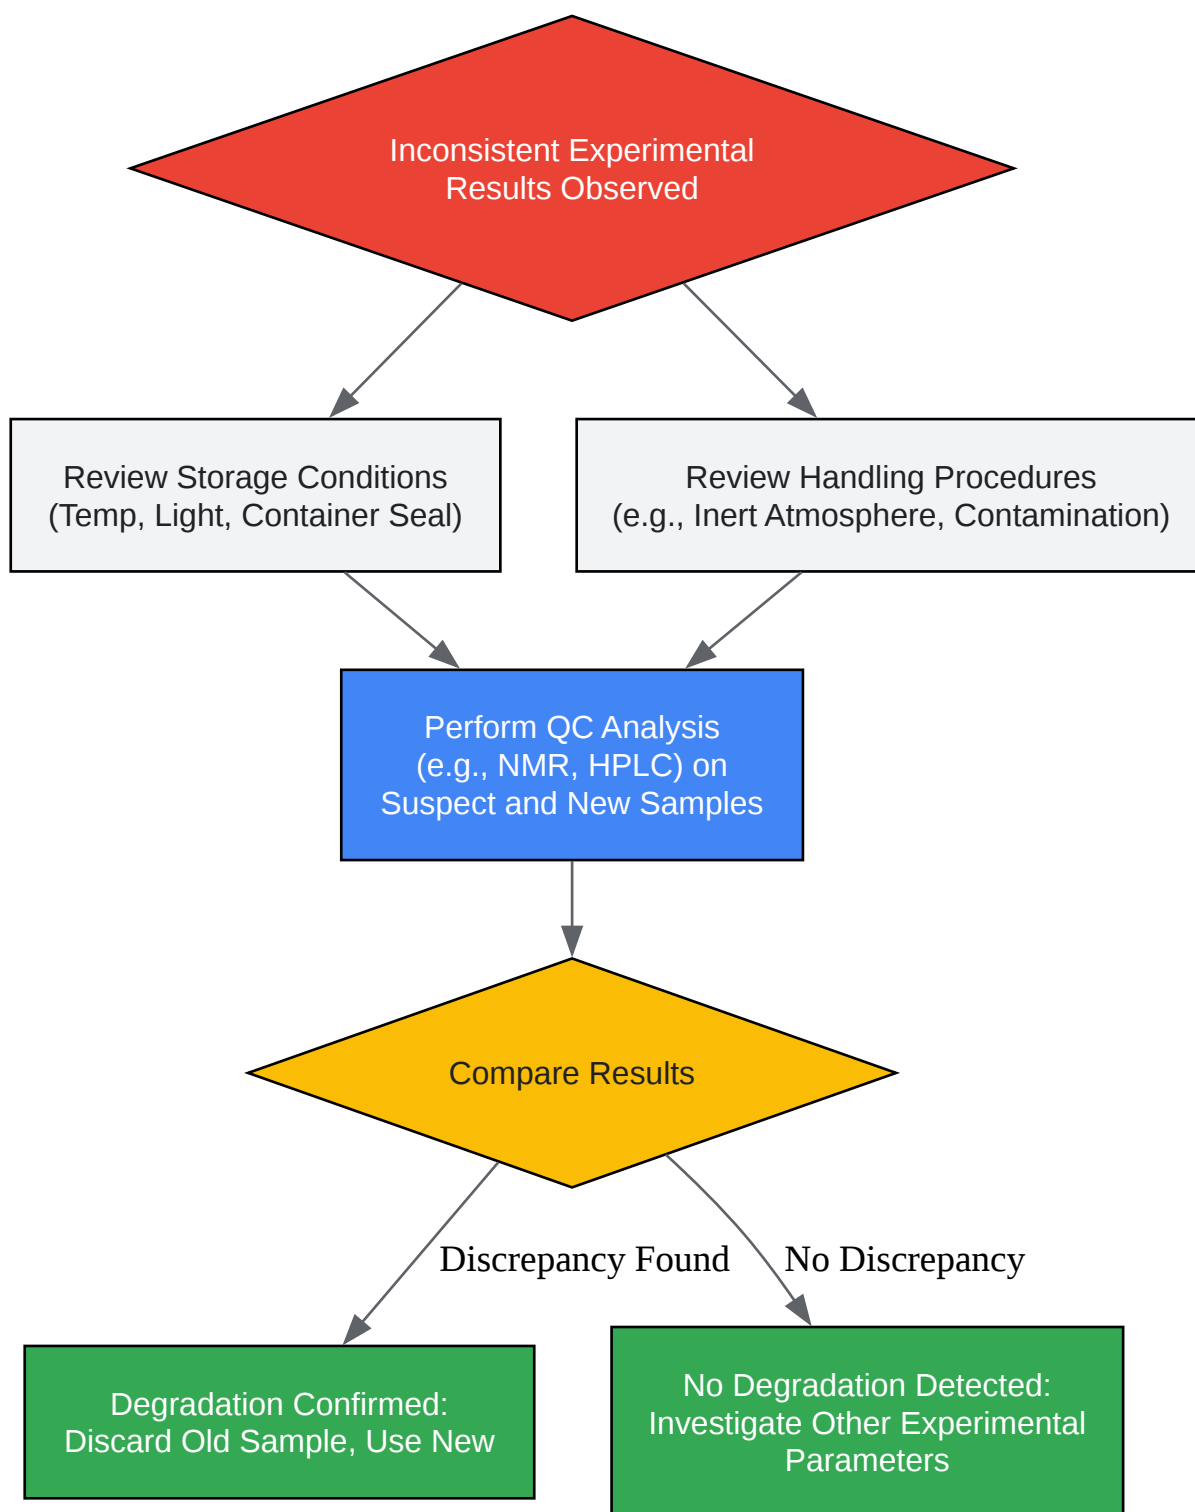 Inconsistent Experimental
Results Observed
Review Storage Conditions
(Temp, Light, Container Seal)
Review Handling Procedures
(e.g., Inert Atmosphere, Contamination)
Perform QC Analysis
(e.g., NMR, HPLC) on
Suspect and New Samples
Compare Results
Discrepancy Found
No Discrepancy
Degradation Confirmed:
Discard Old Sample, Use New
No Degradation Detected:
Investigate Other Experimental
Parameters